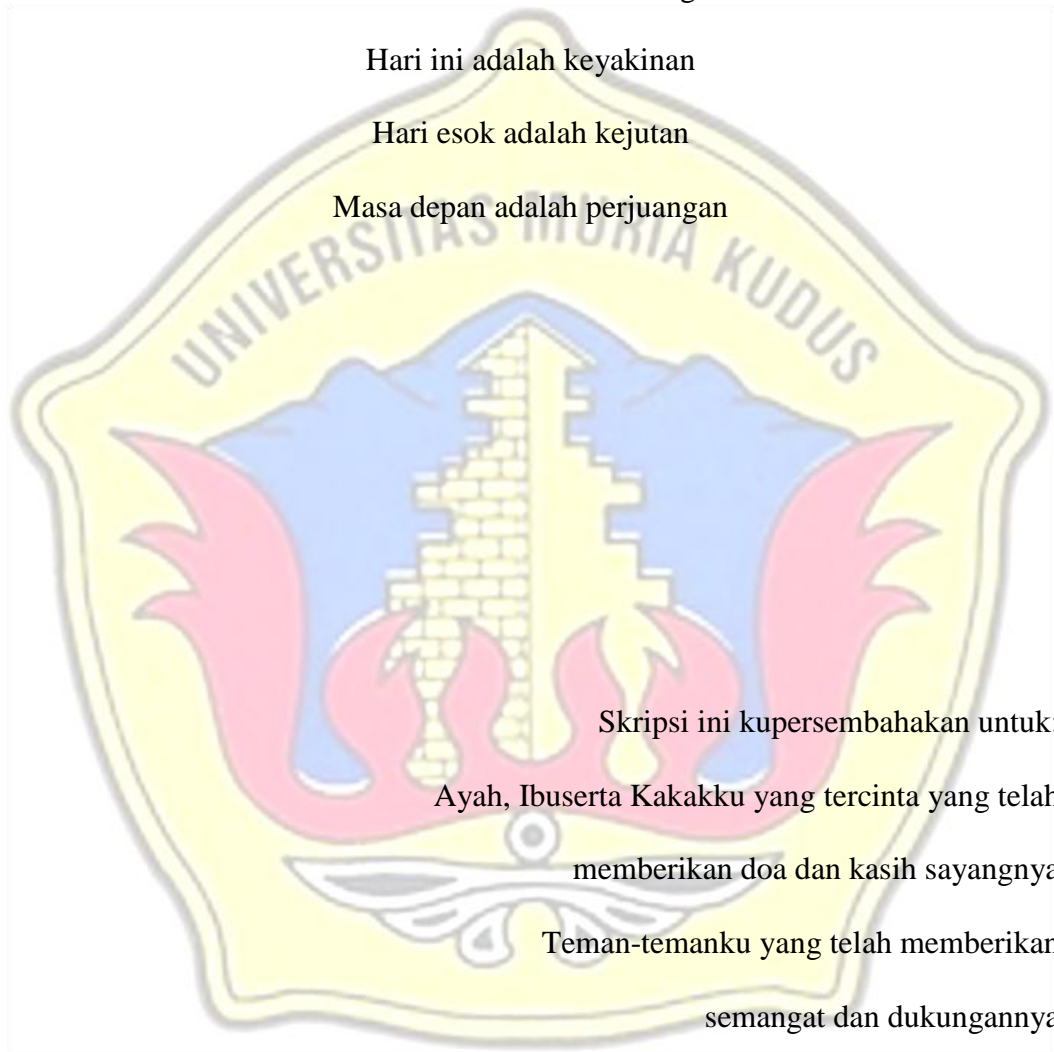 Hari ini adalah keyakinan
Hari esok adalah kejutan
Masa depan adalah perjuangan
UNIVERSITAS MURIA KUDUS
Skripsi ini kupersembahakan untuk:
Ayah, Ibuserta Kakakku yang tercinta yang telah
memberikan doa dan kasih sayangnya
Teman-temanku yang telah memberikan
semangat dan dukungannya